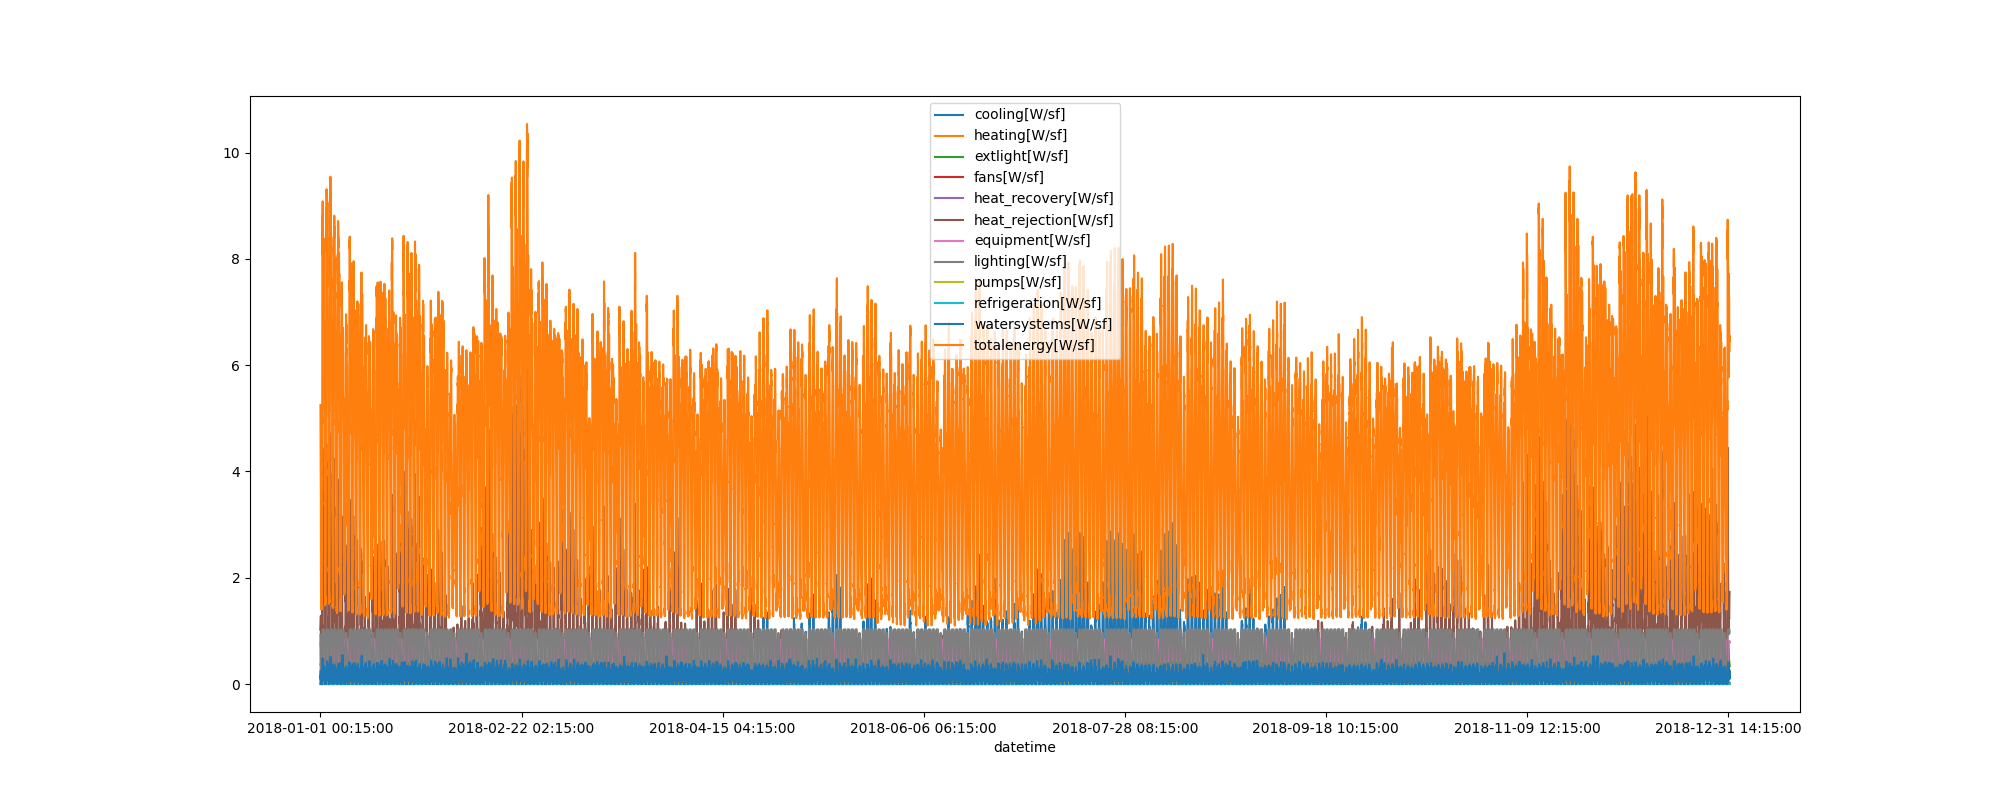 cooling[W/sf]
heating[W/sf]
extlight[W/sf]
fans[W/sf]
heat_recovery[W/sf]
heat_rejection[W/sf]
equipment[W/sf]
lighting[W/sf]
pumps[W/sf]
refrigeration[W/sf]
watersystems[W/sf]
totalenergy[W/sf]
10
8
6
4
2
0
2018-01-01 00:15:00 2018-02-22 02:15:00 2018-04-15 04:15:00 2018-06-06 06:15:00 2018-07-28 08:15:00 2018-09-18 10:15:00 2018-11-09 12:15:00 2018-12-31 14:15:00
datetime